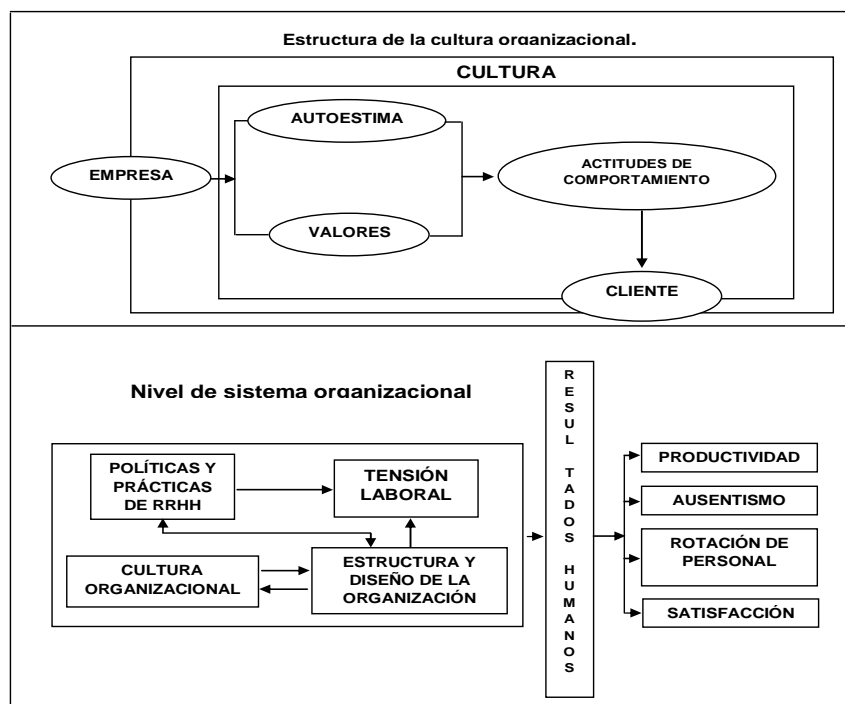 Estructura de la cultura organizacional.
CULTURA
AUTOESTIMA
EMPRESA
ACTITUDES DE
COMPORTAMIENTO
VALORES
CLIENTE
Nivel de sistema organizacional
POLÍTICAS Y
PRÁCTICAS
DE RRHH
TENSIÓN
LABORAL
CULTURA
ORGANIZACIONAL
ESTRUCTURA Y
DISEÑO DE LA
ORGANIZACIÓN
R
E
S
U
L
T
A
D
O
S
H
U
M
A
N
O
S
PRODUCTIVIDAD
AUSENTISMO
ROTACIÓN DE
PERSONAL
SATISFACCIÓN